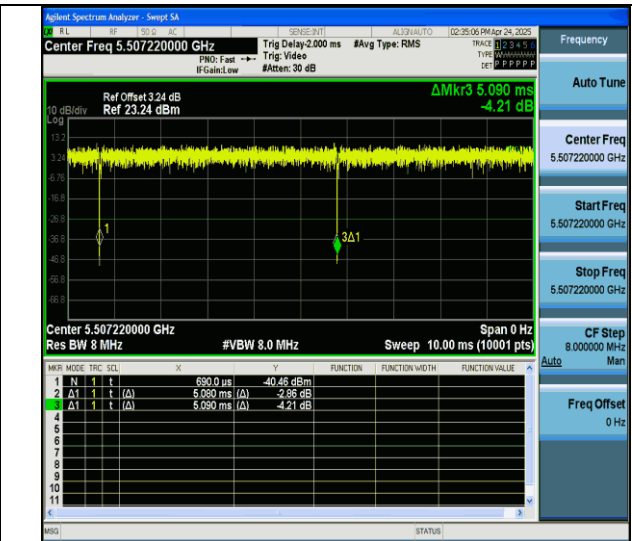 Agilent Spectrum Analyzer - Swept SA
RL RF 50 Ω AC SENSE:INT ALIGNAUTO 02:35:06 PM Apr 24, 2025
Center Freq 5.507220000 GHz
PNO: Fast
IFGain:Low
Trig Delay-2.000 ms
Trig: Video
#Atten: 30 dB
#Avg Type: RMS
TRACE 1 2 3 4 5 6
TYPE
DET P P P P P P
Frequency
ΔMkr3 5.090 ms
-4.21 dB
Ref Offset 3.24 dB
10 dB/div Ref 23.24 dBm
Log
13.2
3.24
-6.76
-16.8
-26.8
-36.8
-46.8
-56.8
-66.8
1
3Δ1
Center 5.507220000 GHz Span 0 Hz
Res BW 8 MHz #VBW 8.0 MHz Sweep 10.00 ms (10001 pts)
MKR MODE TRC SCL X Y FUNCTION FUNCTION WIDTH FUNCTION VALUE
1 N 1 t 690.0 µs -40.46 dBm
2 Δ1 1 t (Δ) 5.080 ms (Δ) -2.86 dB
3 Δ1 1 t (Δ) 5.090 ms (Δ) -4.21 dB
4
5
6
7
8
9
10
11
MSG STATUS
Auto Tune
Center Freq
5.507220000 GHz
Start Freq
5.507220000 GHz
Stop Freq
5.507220000 GHz
CF Step
8.000000 MHz
Auto Man
Freq Offset
0 Hz